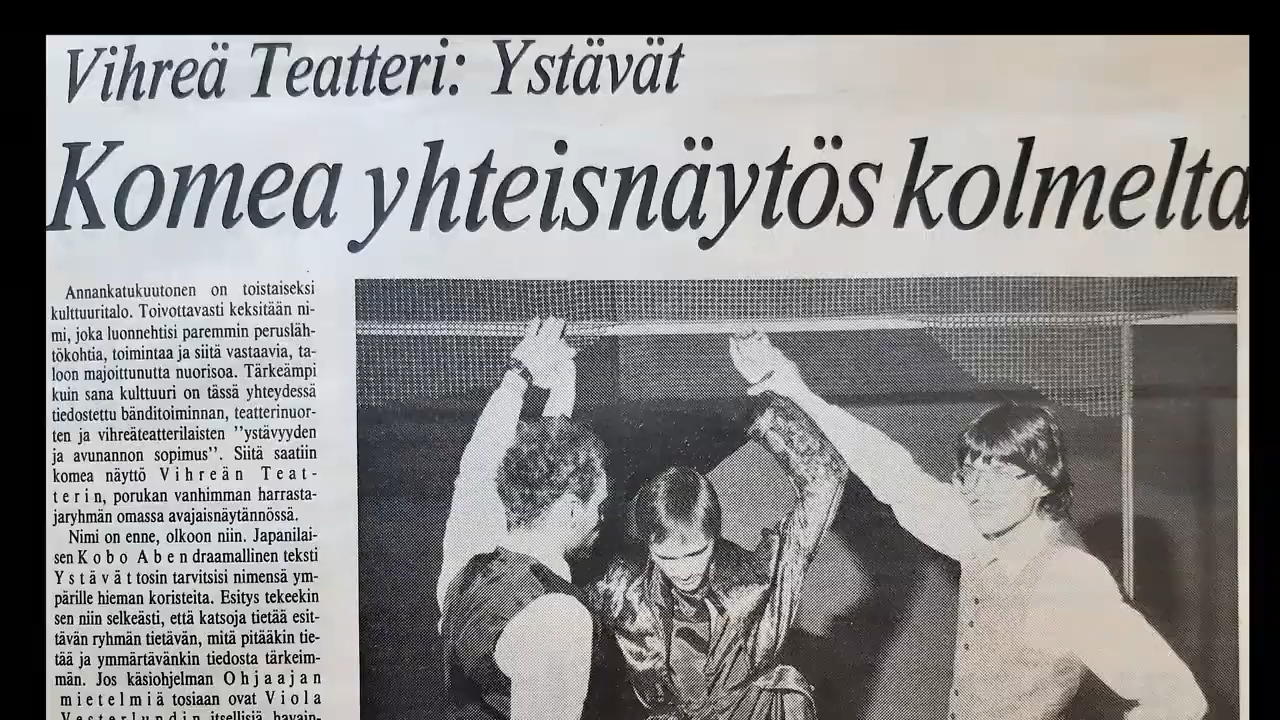 Vihreä Teatteri: Ystävät
Komea yhteisnäytös kolmelta
Annankatukuutonen on toistaiseksi
kulttuuritalo. Toivottavasti keksitään ni-
mi, joka luonnehtisi paremmin perusläh-
tökohtia, toimintaa ja siitä vastaavia, ta-
loon majoittunutta nuorisoa. Tärkeämpi
kuin sana kulttuuri on tässä yhteydessä
tiedostettu bänditoiminnan, teatterinuor-
ten ja vihreäteatterilaisten ”ystävyyden
ja avunannon sopimus”. Siitä saatiin
komea näyttö Vihreän Teat-
terin, porukan vanhimman harrasta-
jaryhmän omassa avajaisnäytännössä.
Nimi on enne, olkoon niin. Japanilai-
sen Kobo Aben draamallinen teksti
Ystävät tosin tarvitsisi nimensä ym-
pärille hieman koristeita. Esitys tekeekin
sen niin selkeästi, että katsoja tietää esit-
tävän ryhmän tietävän, mitä pitääkin tie-
tää ja ymmärtävänkin tiedosta tärkeim-
män. Jos käsiohjelman Ohjaajan
mietelmiä tosiaan ovat Viola
Vesterlundin itsellisiä havain-